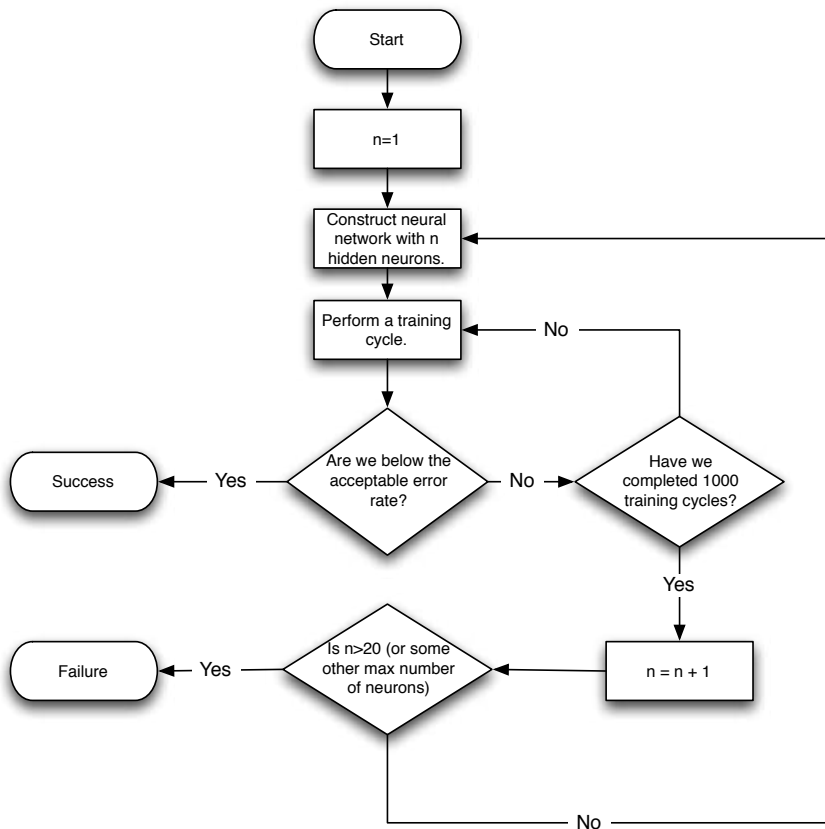 Start
n=1
Construct neural
network with n
hidden neurons.
Perform a training
cycle.
No
Are we below the
acceptable error
rate?
Yes
Success
No
Have we
completed 1000
training cycles?
Yes
n = n + 1
Is n>20 (or some
other max number
of neurons)
Yes
Failure
No